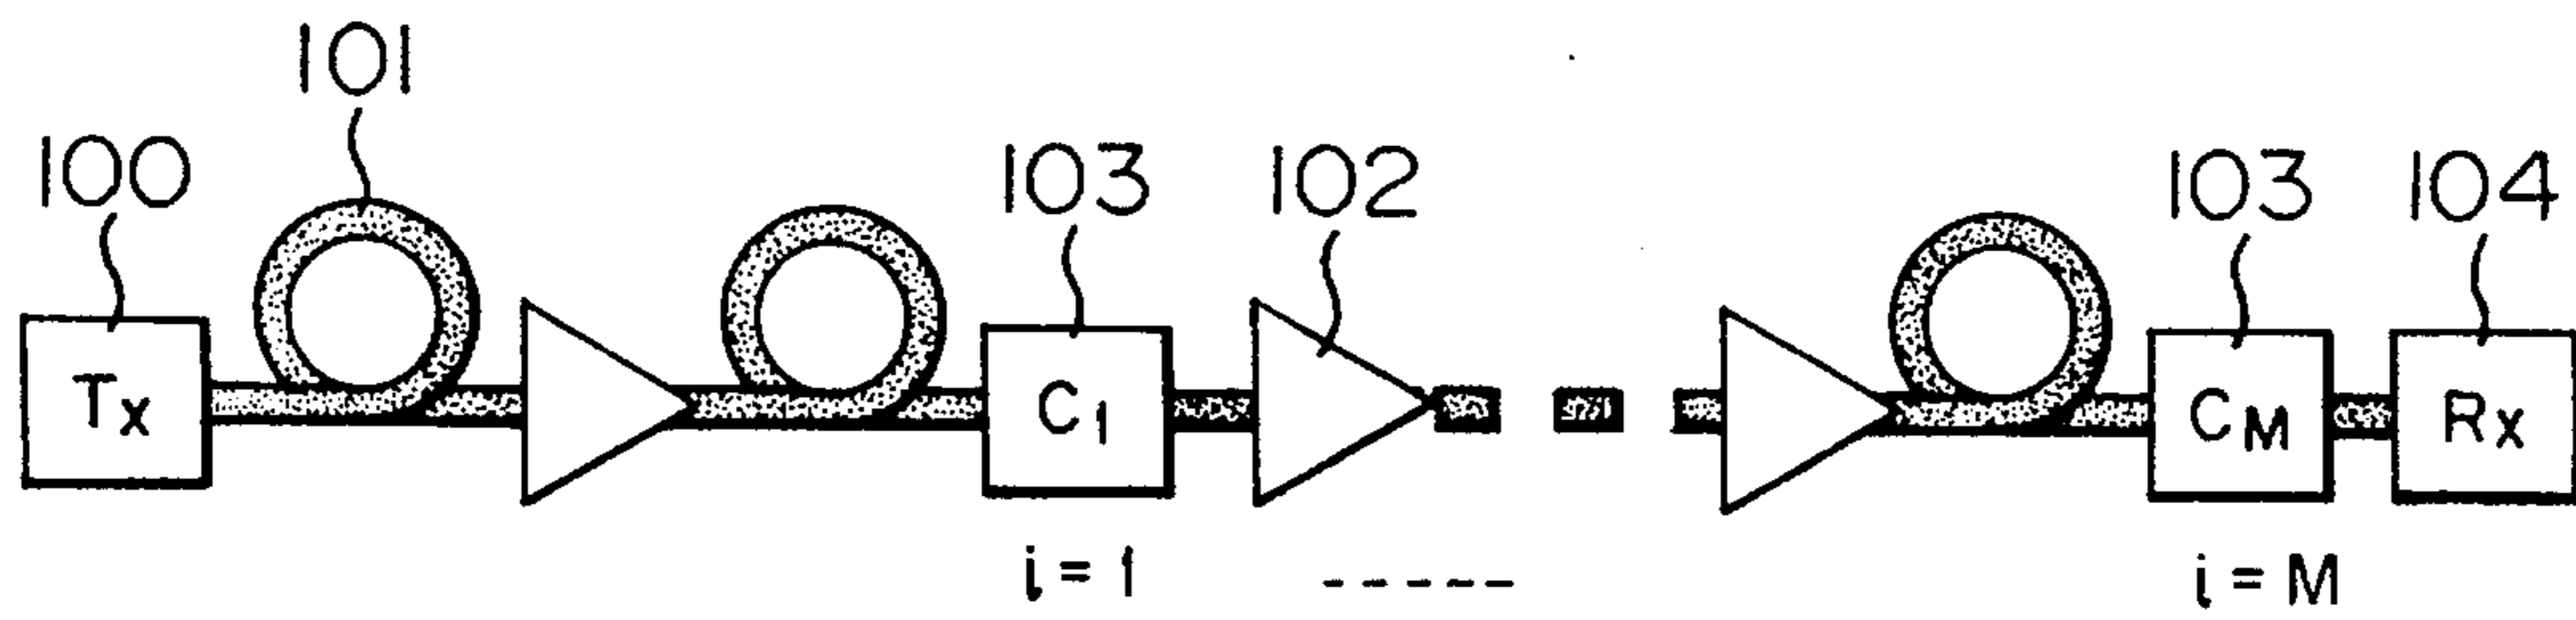 101
100 103 102 103 104
Tx C1 CM Rx
i = 1 ----- i = M